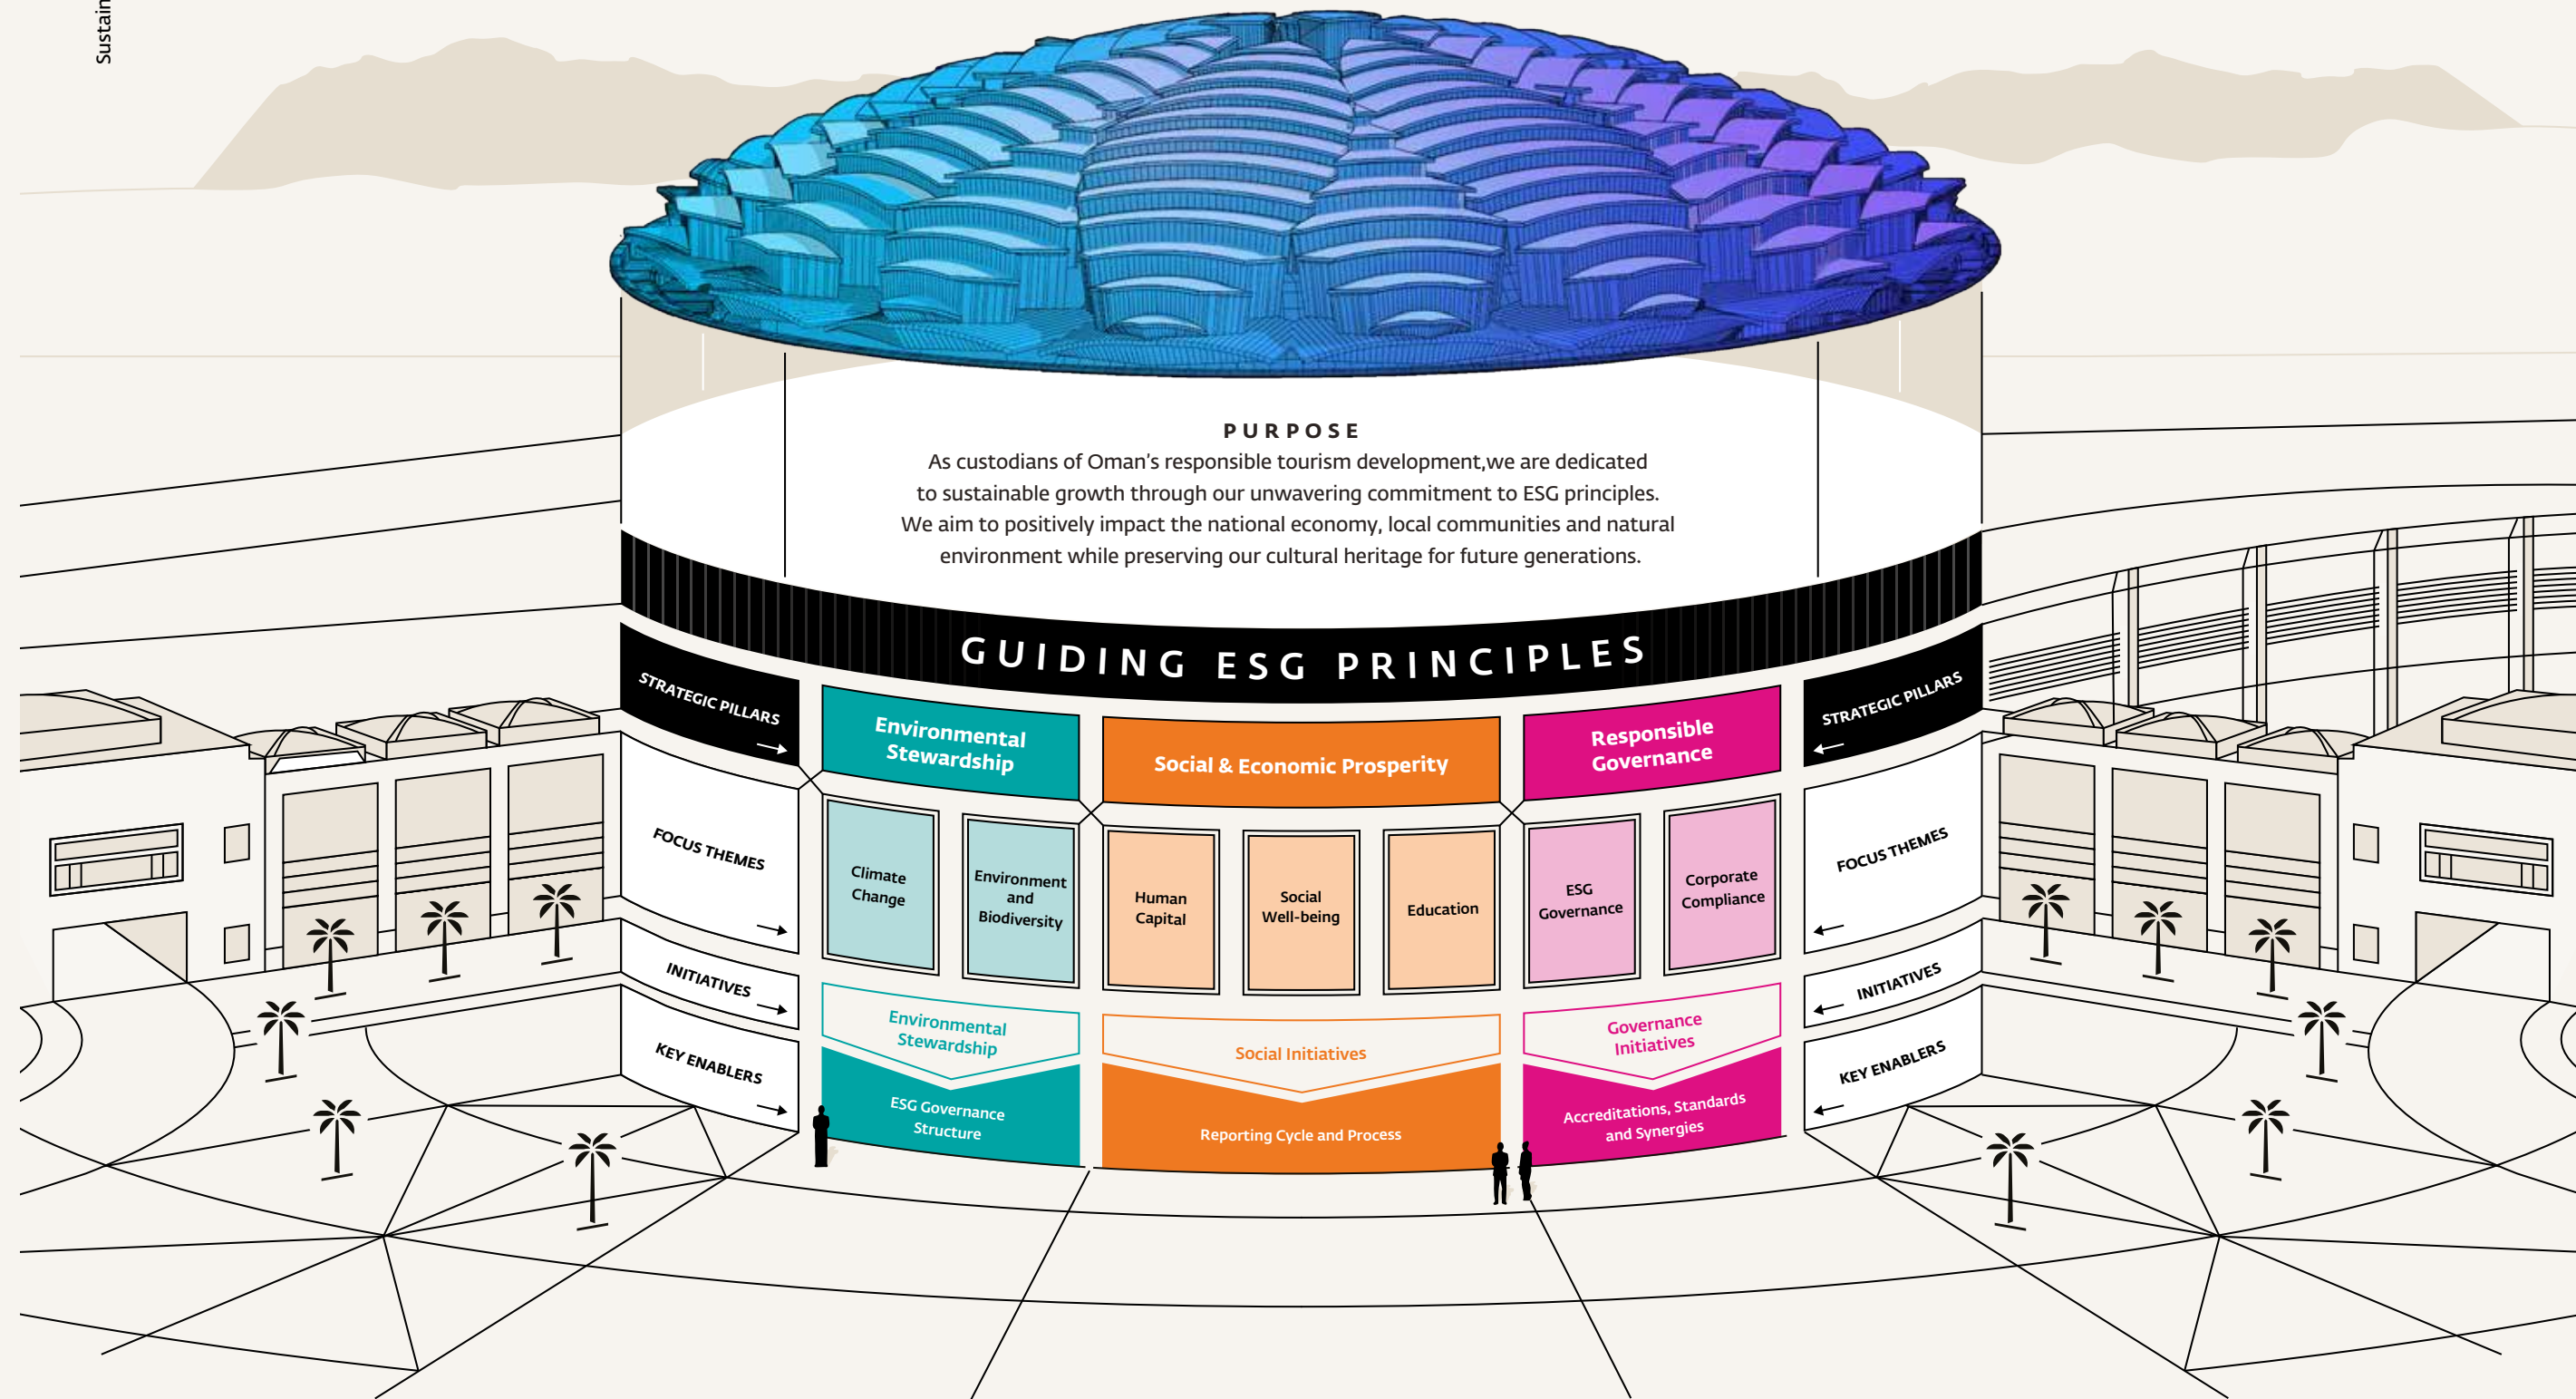 Sustain
PURPOSE
As custodians of Oman's responsible tourism development,we are dedicated
to sustainable growth through our unwavering commitment to ESG principles.
We aim to positively impact the national economy, local communities and natural
environment while preserving our cultural heritage for future generations.
GUIDING ESG PRINCIPLES
STRATEGIC PILLARS
Environmental
Stewardship
Social & Economic Prosperity
Responsible
Governance
STRATEGIC PILLARS
FOCUS THEMES
Climate
Change
Environment
and
Biodiversity
Human
Capital
Social
Well-being
Education
ESG
Governance
Corporate
Compliance
FOCUS THEMES
INITIATIVES
Environmental
Stewardship
Social Initiatives
Governance
Initiatives
INITIATIVES
KEY ENABLERS
ESG Governance
Structure
Reporting Cycle and Process
Accreditations, Standards
and Synergies
KEY ENABLERS